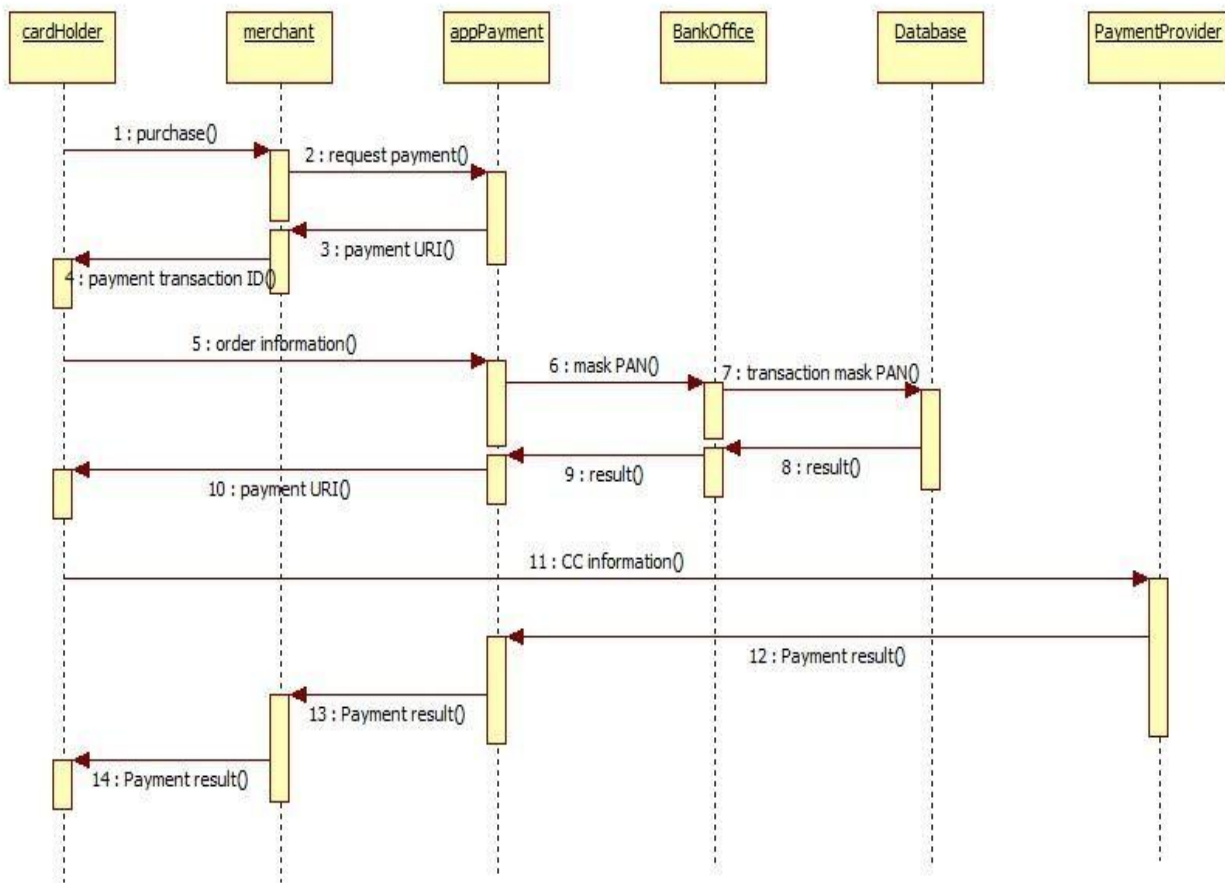 cardHolder
merchant
appPayment
BankOffice
Database
PaymentProvider
1 : purchase()
2 : request payment()
3 : payment URI()
4 : payment transaction ID()
5 : order information()
6 : mask PAN()
7 : transaction mask PAN()
8 : result()
9 : result()
10 : payment URI()
11 : CC information()
12 : Payment result()
13 : Payment result()
14 : Payment result()